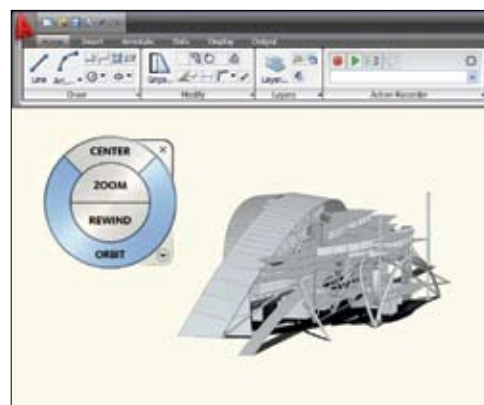 Insert Annotate Data Display Output
Line Arc...
Layer...
Draw Modify Layers Action Recorder
CENTER
ZOOM
REWIND
ORBIT